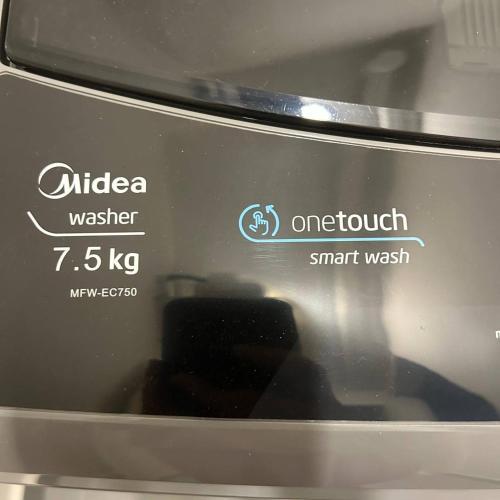 Midea
washer
7.5 kg
MFW-EC750
onetouch
smart wash